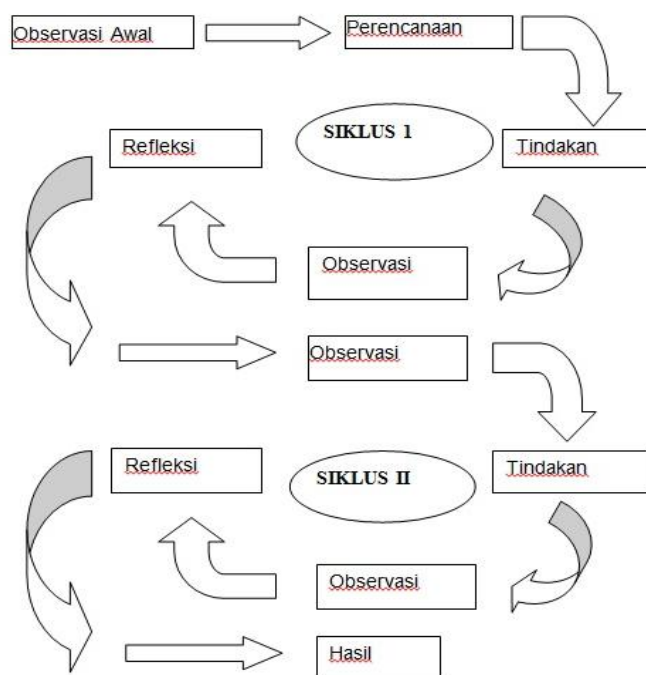 Observasi Awal
Perencanaan
Refleksi
SIKLUS 1
Tindakan
Observasi
Observasi
Refleksi
SIKLUS II
Tindakan
Observasi
Hasil